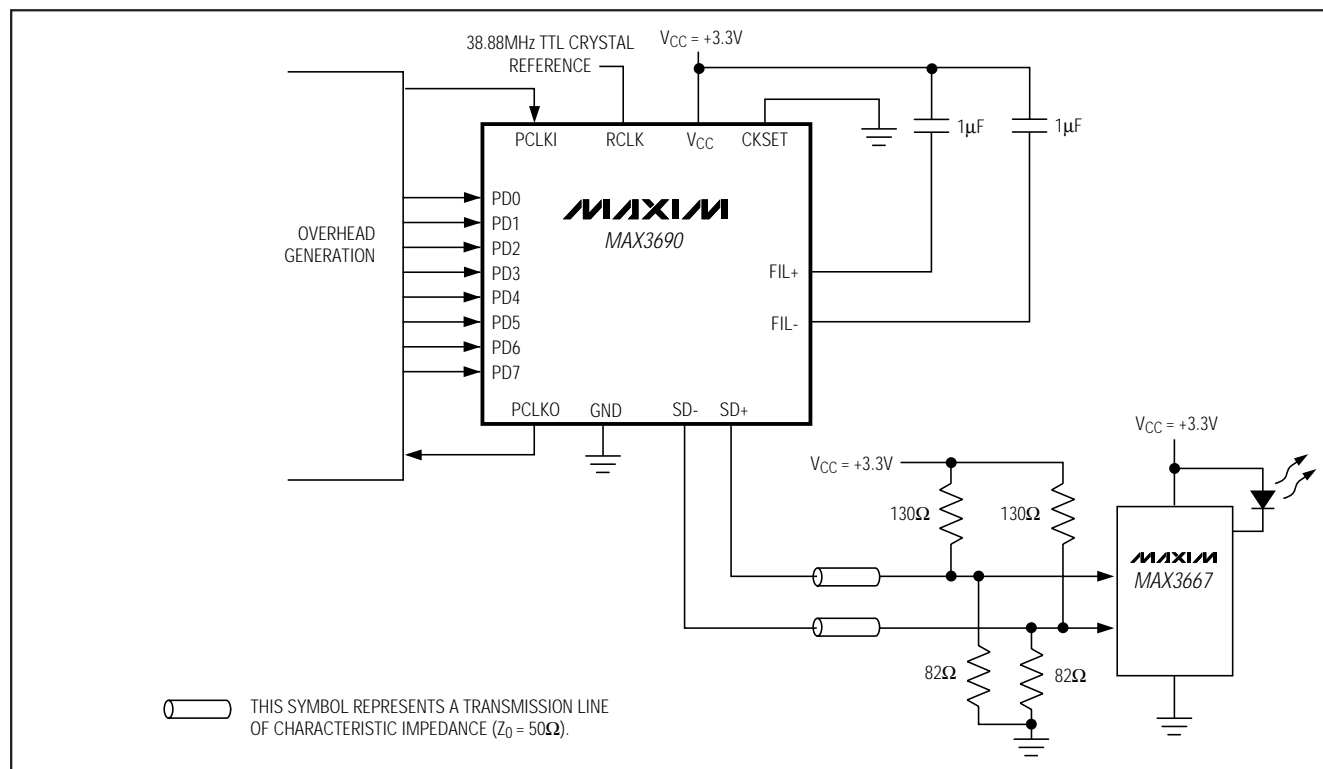 38.88MHz TTL CRYSTAL
REFERENCE
VCC = +3.3V
PCLKI
RCLK
VCC
CKSET
1µF
1µF
OVERHEAD
GENERATION
PD0
PD1
PD2
PD3
PD4
PD5
PD6
PD7
MAXIM
MAX3690
FIL+
FIL-
PCLKO
GND
SD-
SD+
VCC = +3.3V
VCC = +3.3V
130Ω
130Ω
MAXIM
MAX3667
82Ω
82Ω
THIS SYMBOL REPRESENTS A TRANSMISSION LINE
OF CHARACTERISTIC IMPEDANCE (Z0 = 50Ω).